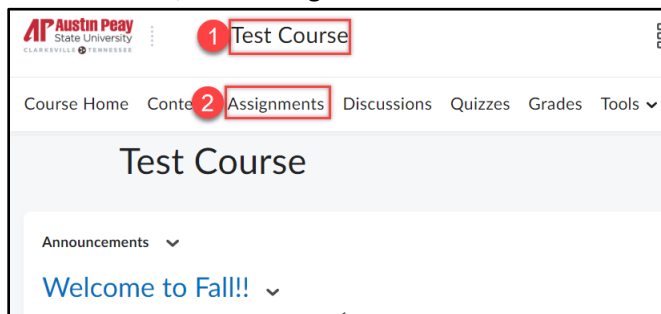 AP Austin Peay
State University
CLARKSVILLE TENNESSEE
1 Test Course
Course Home Conte 2 Assignments Discussions Quizzes Grades Tools
Test Course
Announcements
Welcome to Fall!!